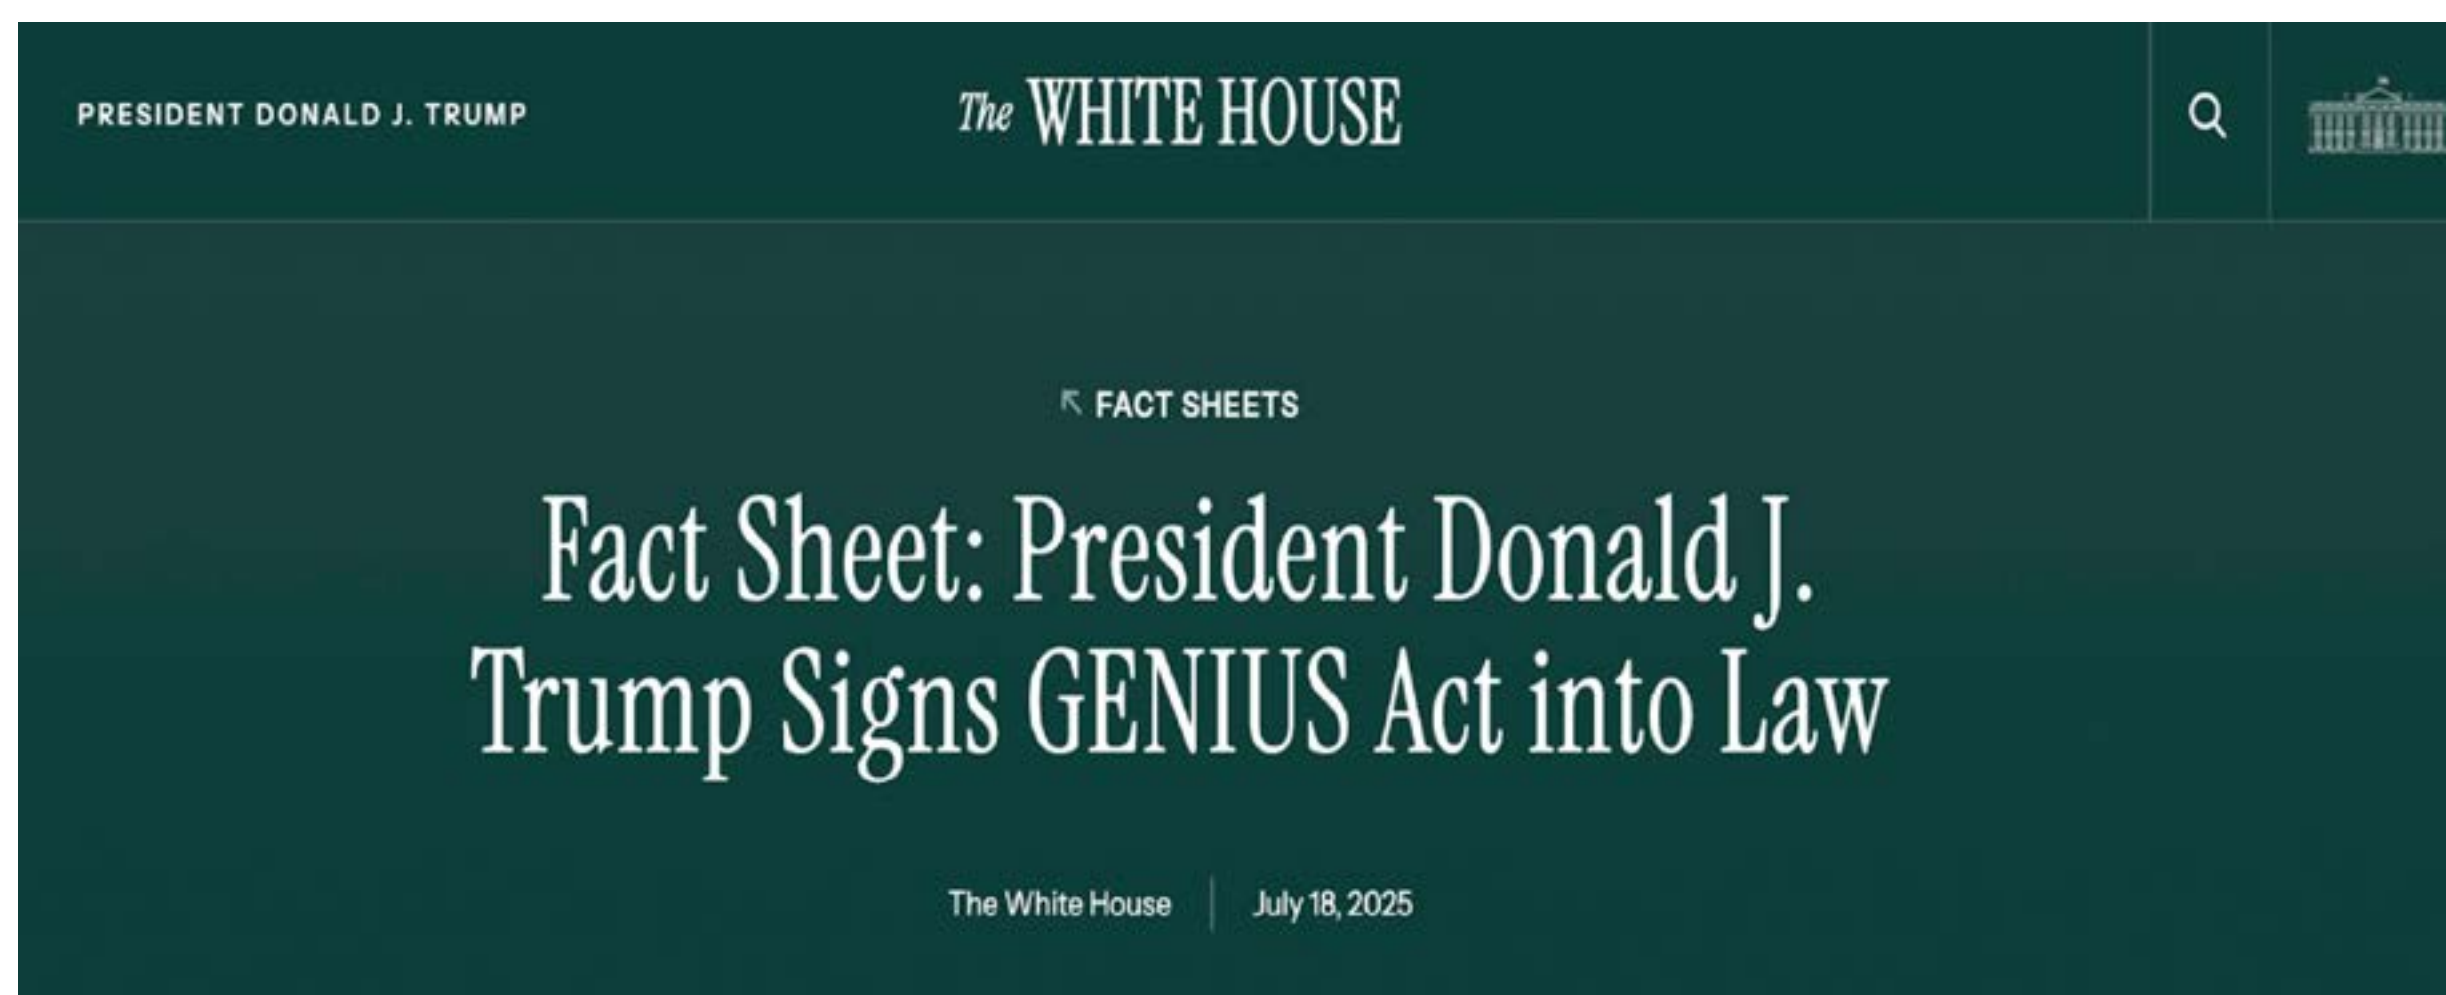 PRESIDENT DONALD J. TRUMP
The WHITE HOUSE
FACT SHEETS
Fact Sheet: President Donald J.
Trump Signs GENIUS Act into Law
The White House
July 18, 2025